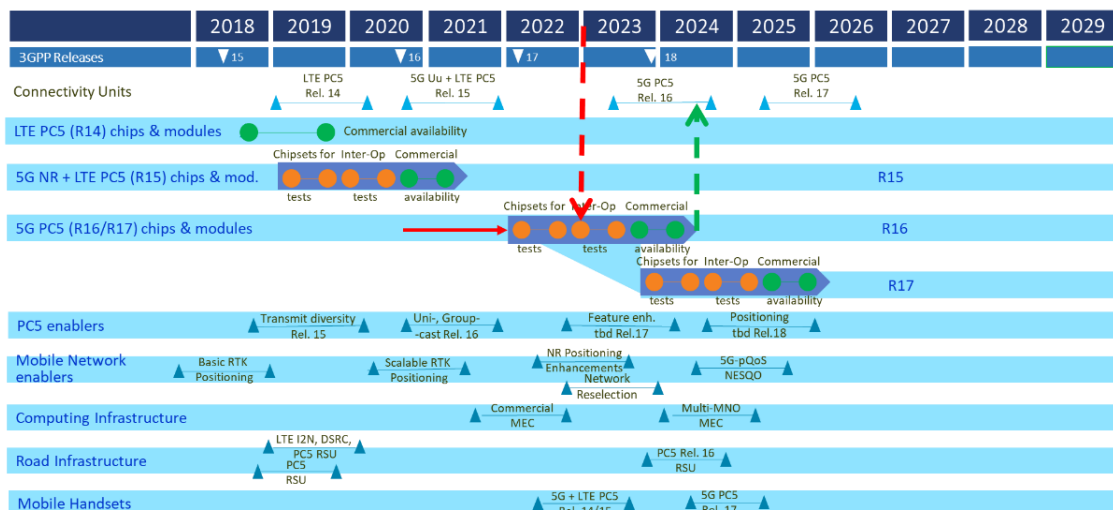 2018 2019 2020 2021 2022 2023 2024 2025 2026 2027 2028 2029
3GPP Releases 15 16 17 18
Connectivity Units
LTE PC5
Rel. 14
5G Uu + LTE PC5
Rel. 15
5G PC5
Rel. 16
5G PC5
Rel. 17
LTE PC5 (R14) chips & modules
Commercial availability
5G NR + LTE PC5 (R15) chips & mod.
Chipsets for Inter-Op Commercial
tests tests availability
R15
5G PC5 (R16/R17) chips & modules
Chipsets for Inter-Op Commercial
tests tests availability
R16
Chipsets for Inter-Op Commercial
tests tests availability
R17
PC5 enablers
Transmit diversity
Rel. 15
Uni-, Group-
-cast Rel. 16
Feature enh.
tbd Rel.17
Positioning
tbd Rel.18
Mobile Network
enablers
Basic RTK
Positioning
Scalable RTK
Positioning
NR Positioning
Enhancements
Network
Reselection
5G-pQoS
NESQO
Computing Infrastructure
Commercial
MEC
Multi-MNO
MEC
Road Infrastructure
LTE I2N, DSRC,
PC5 RSU
PC5
RSU
PC5 Rel. 16
RSU
Mobile Handsets
5G + LTE PC5
Rel. 14/15
5G PC5
Rel. 17